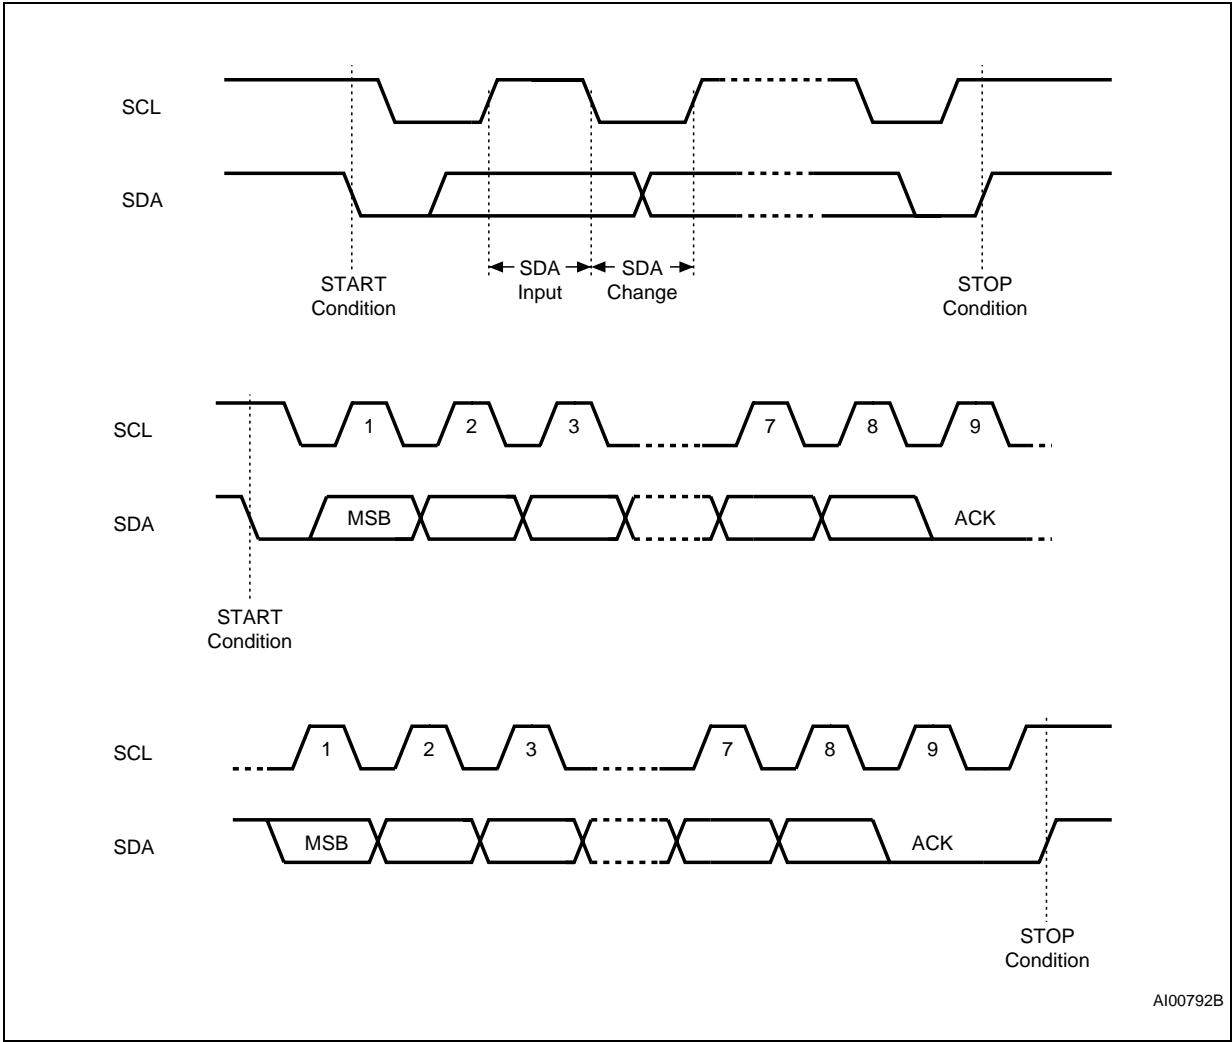 SCL
SDA
START
Condition
SDA
Input
SDA
Change
STOP
Condition
SCL
1 2 3 7 8 9
SDA
MSB ACK
START
Condition
SCL
1 2 3 7 8 9
SDA
MSB ACK
STOP
Condition
AI00792B